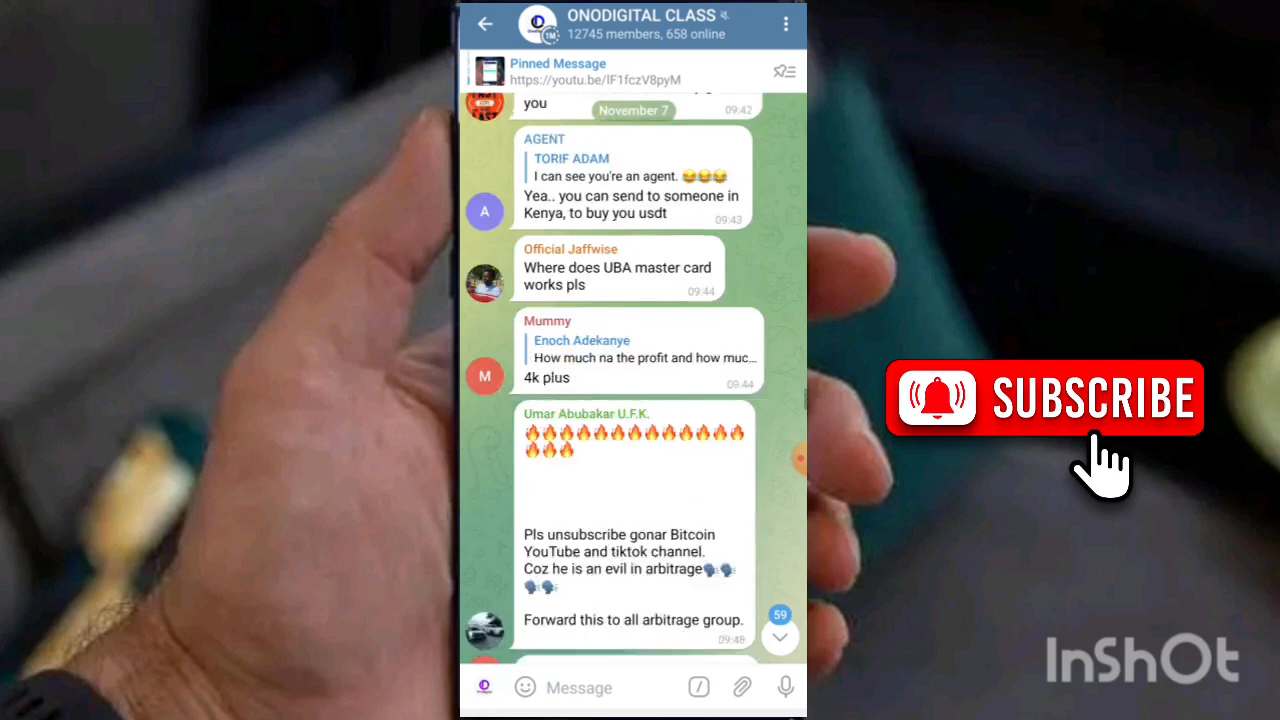 ONODIGITAL CLASS
1M
12745 members, 658 online
Pinned Message
https://youtu.be/lF1fczV8pyM
you
09:42
November 7
AGENT
TORIF ADAM
I can see you're an agent. 😂😂😂
Yea.. you can send to someone in
Kenya, to buy you usdt
09:43
A
Official Jaffwise
Where does UBA master card
works pls
09:44
Mummy
Enoch Adekanye
How much na the profit and how muc...
4k plus
09:44
M
Umar Abubakar U.F.K.
🔥🔥🔥🔥🔥🔥🔥🔥🔥🔥🔥🔥🔥
🔥🔥🔥
Pls unsubscribe gonar Bitcoin
YouTube and tiktok channel.
Coz he is an evil in arbitrage🗣🗣
🗣🗣
Forward this to all arbitrage group.
09:48
59
Message
SUBSCRIBE
InShOt